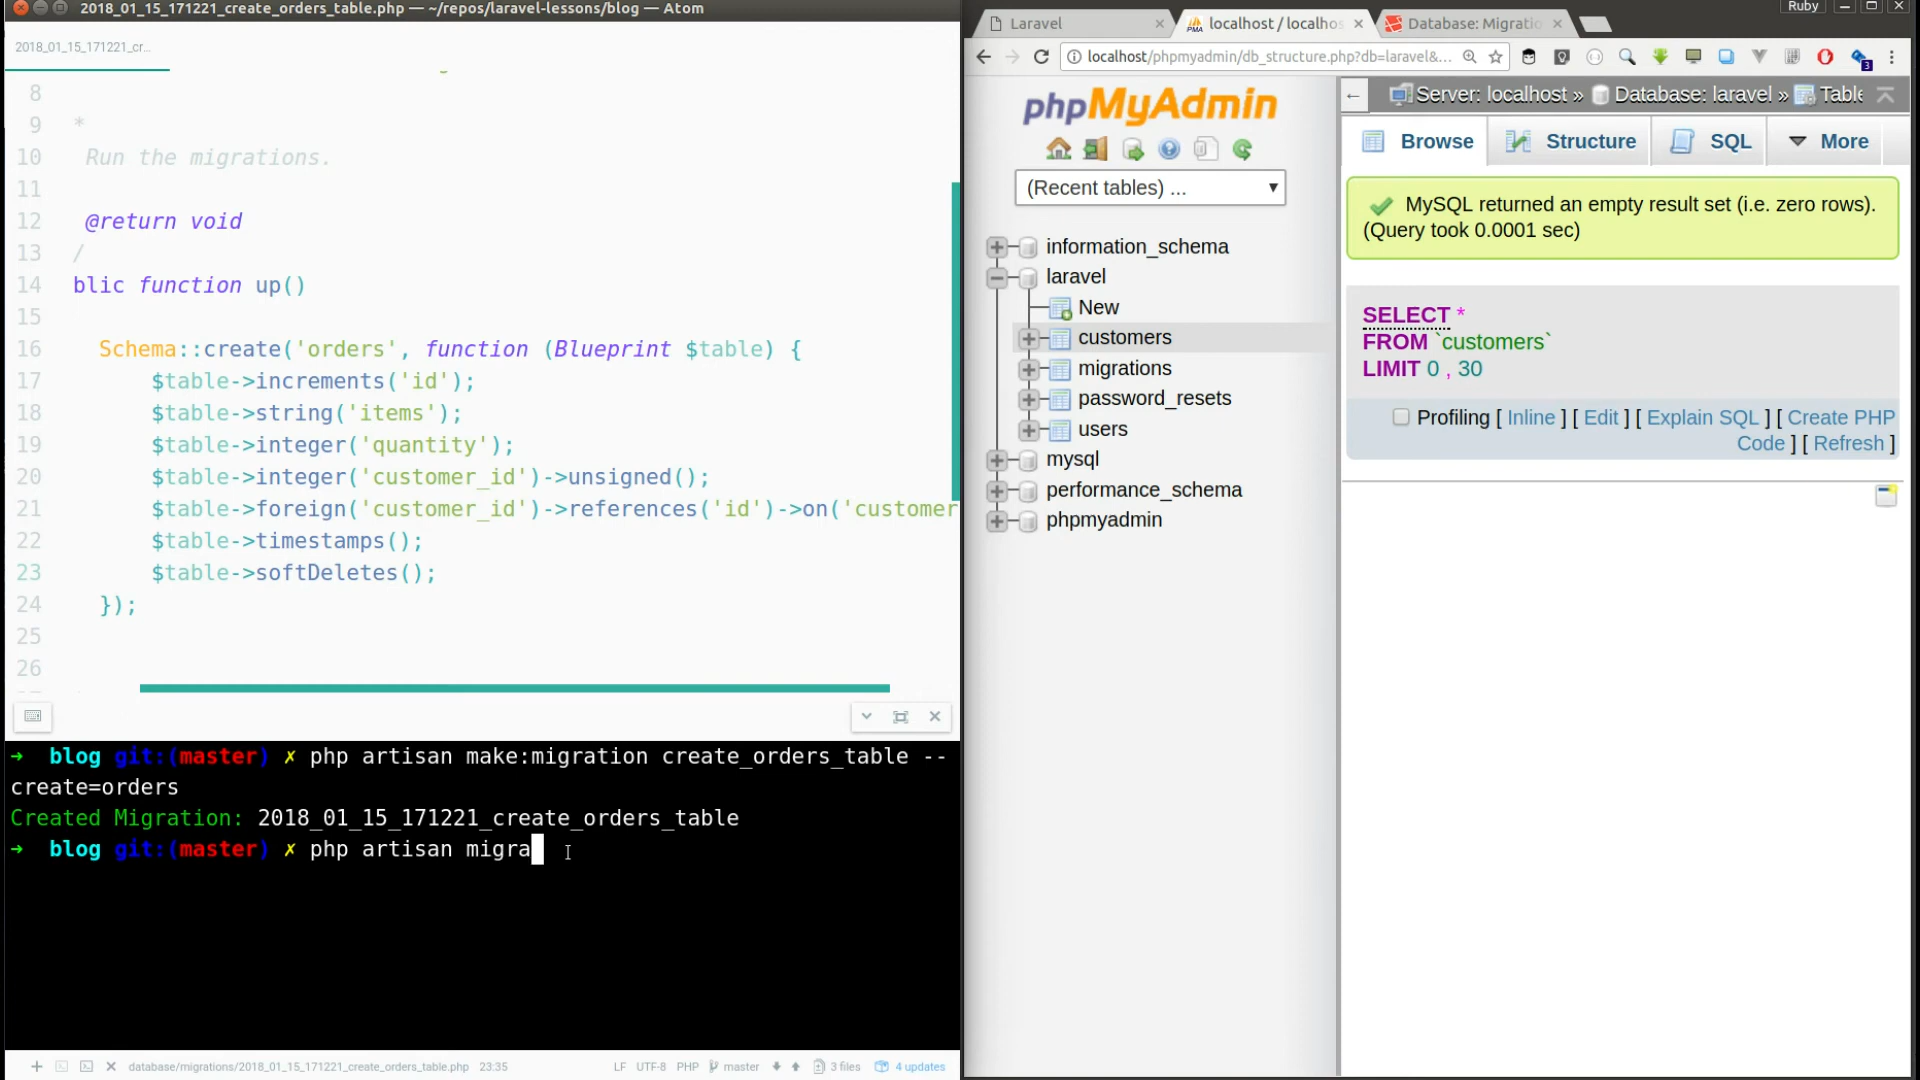 2018_01_15_171221_create_orders_table.php — ~/repos/laravel-lessons/blog — Atom
2018_01_15_171221_cr...
8
9 *
10 Run the migrations.
11
12 @return void
13 /
14 blic function up()
15
16 Schema::create('orders', function (Blueprint $table) {
17 $table->increments('id');
18 $table->string('items');
19 $table->integer('quantity');
20 $table->integer('customer_id')->unsigned();
21 $table->foreign('customer_id')->references('id')->on('customer
22 $table->timestamps();
23 $table->softDeletes();
24 });
25
26
➜ blog git:(master) ✗ php artisan make:migration create_orders_table --
create=orders
Created Migration: 2018_01_15_171221_create_orders_table
➜ blog git:(master) ✗ php artisan migra
database/migrations/2018_01_15_171221_create_orders_table.php 23:35 LF UTF-8 PHP master 3 files 4 updates
Ruby
Laravel
localhost / localhos
Database: Migratio
localhost/phpmyadmin/db_structure.php?db=laravel&...
3
phpMyAdmin
(Recent tables) ...
information_schema
laravel
New
customers
migrations
password_resets
users
mysql
performance_schema
phpmyadmin
Server: localhost » Database: laravel » Table
Browse Structure SQL More
MySQL returned an empty result set (i.e. zero rows).
(Query took 0.0001 sec)
SELECT *
FROM `customers`
LIMIT 0 , 30
Profiling [ Inline ] [ Edit ] [ Explain SQL ] [ Create PHP
Code ] [ Refresh ]